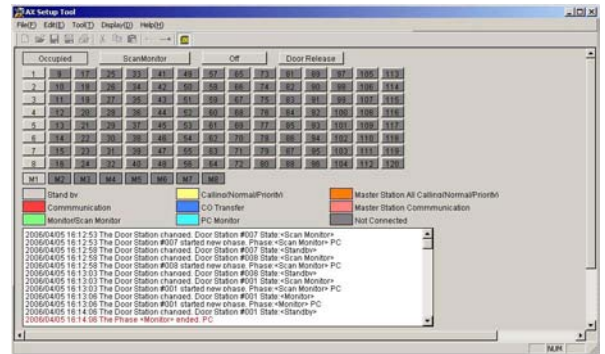 AX Setup Tool
File(F) Edit(E) Tool(T) Display(D) Help(H)
Occupied ScanMonitor Off Door Release
1 9 17 25 33 41 49 57 65 73 81 89 97 105 113
2 10 18 26 34 42 50 58 66 74 82 90 98 106 114
3 11 19 27 35 43 51 59 67 75 83 91 99 107 115
4 12 20 28 36 44 52 60 68 76 84 92 100 108 116
5 13 21 29 37 45 53 61 69 77 85 93 101 109 117
6 14 22 30 38 46 54 62 70 78 86 94 102 110 118
7 15 23 31 39 47 55 63 71 79 87 95 103 111 119
8 16 24 32 40 48 56 64 72 80 88 96 104 112 120
M1 M2 M3 M4 M5 M6 M7 M8
Stand by Calling(Normal/Priority) Master Station All Calling(Normal/Priority)
Commmunication CO Transfer Master Station Commmunication
Monitor/Scan Monitor PC Monitor Not Connected
2006/04/05 16:12:53 The Door Station changed. Door Station #007 State:<Scan Monitor>
2006/04/05 16:12:53 The Door Station #007 started new phase. Phase:<Scan Monitor> PC
2006/04/05 16:12:58 The Door Station changed. Door Station #007 State:<Standby>
2006/04/05 16:12:58 The Door Station changed. Door Station #008 State:<Scan Monitor>
2006/04/05 16:12:58 The Door Station #008 started new phase. Phase:<Scan Monitor> PC
2006/04/05 16:13:03 The Door Station changed. Door Station #008 State:<Standby>
2006/04/05 16:13:03 The Door Station changed. Door Station #001 State:<Scan Monitor>
2006/04/05 16:13:03 The Door Station #001 started new phase. Phase:<Scan Monitor> PC
2006/04/05 16:13:06 The Door Station changed. Door Station #001 State:<Monitor>
2006/04/05 16:13:06 The Door Station #001 started new phase. Phase:<Monitor> PC
2006/04/05 16:14:06 The Door Station changed. Door Station #001 State:<Standby>
2006/04/05 16:14:06 The Phase <Monitor> ended. PC
NUM